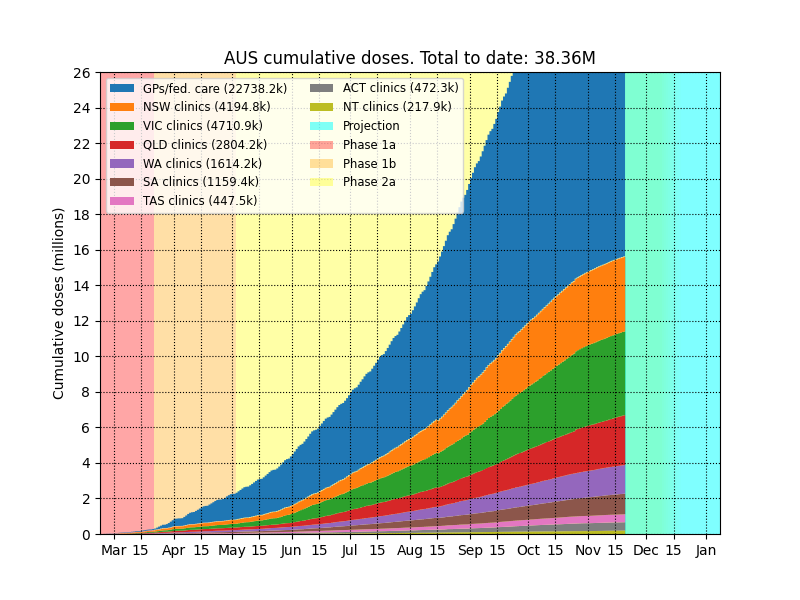 AUS cumulative doses. Total to date: 38.36M
Cumulative doses (millions)
26
24
22
20
18
16
14
12
10
8
6
4
2
0
GPs/fed. care (22738.2k)
NSW clinics (4194.8k)
VIC clinics (4710.9k)
QLD clinics (2804.2k)
WA clinics (1614.2k)
SA clinics (1159.4k)
TAS clinics (447.5k)
ACT clinics (472.3k)
NT clinics (217.9k)
Projection
Phase 1a
Phase 1b
Phase 2a
Mar 15 Apr 15 May 15 Jun 15 Jul 15 Aug 15 Sep 15 Oct 15 Nov 15 Dec 15 Jan